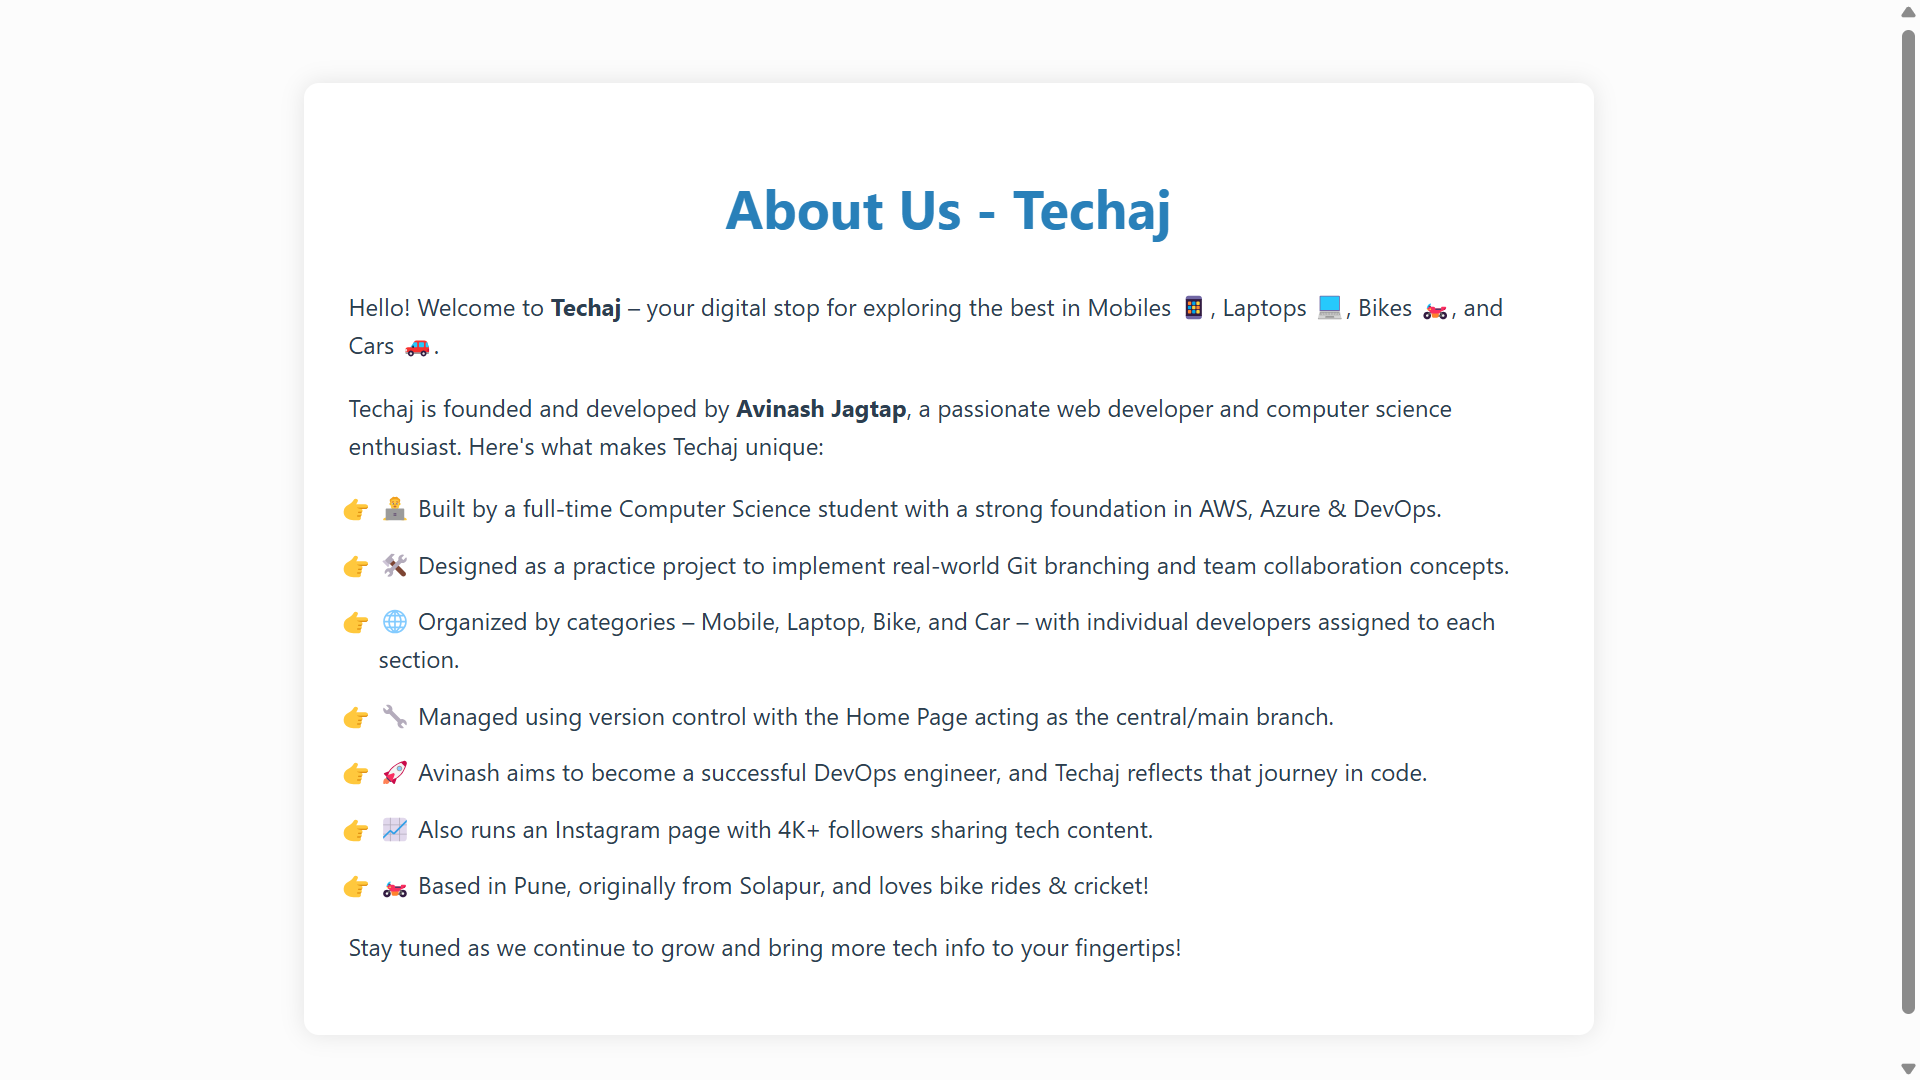 About Us - Techaj
Hello! Welcome to Techaj – your digital stop for exploring the best in Mobiles 📱, Laptops 💻, Bikes 🏍️, and
Cars 🚗.
Techaj is founded and developed by Avinash Jagtap, a passionate web developer and computer science
enthusiast. Here's what makes Techaj unique:
👉 👨‍💻 Built by a full-time Computer Science student with a strong foundation in AWS, Azure & DevOps.
👉 🛠️ Designed as a practice project to implement real-world Git branching and team collaboration concepts.
👉 🌐 Organized by categories – Mobile, Laptop, Bike, and Car – with individual developers assigned to each
section.
👉 🔧 Managed using version control with the Home Page acting as the central/main branch.
👉 🚀 Avinash aims to become a successful DevOps engineer, and Techaj reflects that journey in code.
👉 📈 Also runs an Instagram page with 4K+ followers sharing tech content.
👉 🏍️ Based in Pune, originally from Solapur, and loves bike rides & cricket!
Stay tuned as we continue to grow and bring more tech info to your fingertips!